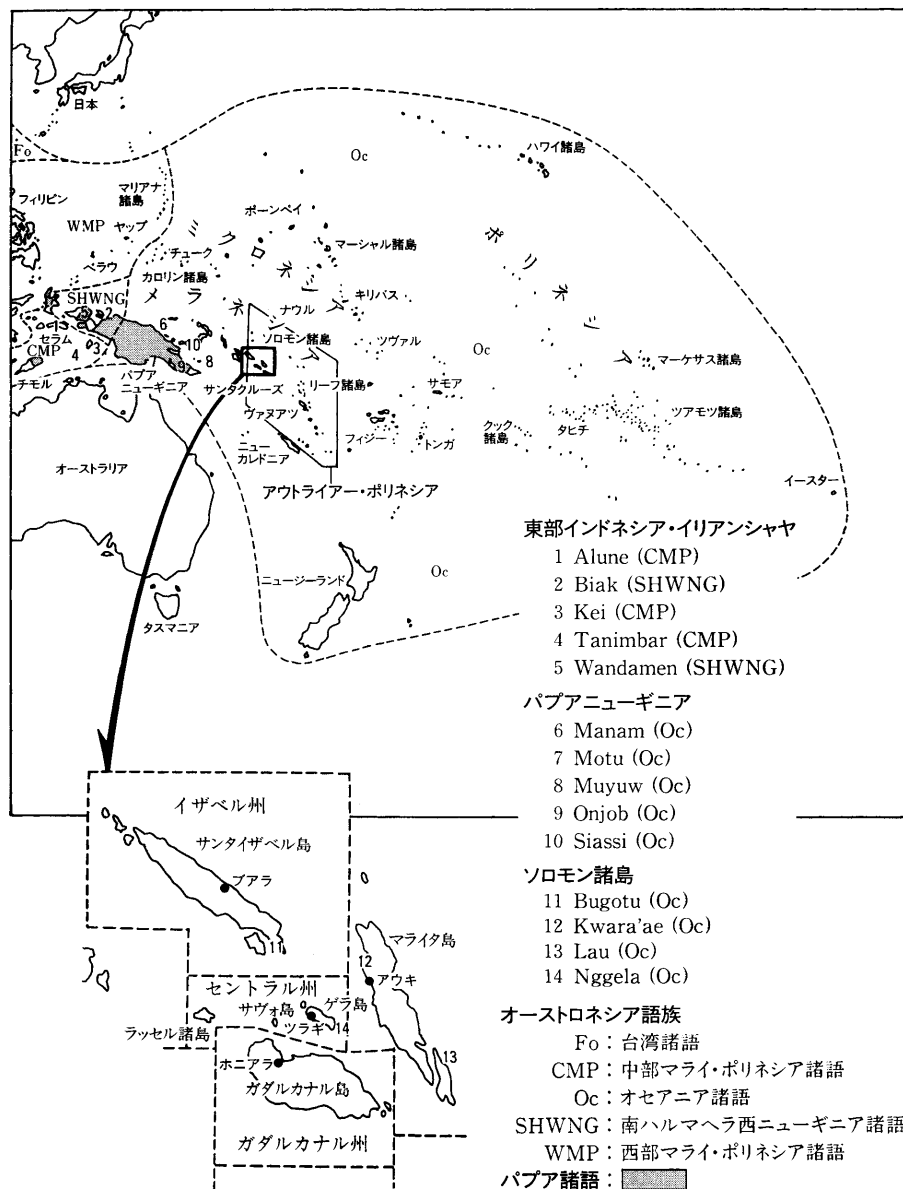 日本
Fo
Oc
ハワイ諸島
マリアナ
諸島
フィリピン
WMP ヤップ
ポーンペイ
ミクロネシア
ポリネシア
マーシャル諸島
チューク
ベラウ
カロリン諸島
メラネシア
キリバス
SHWNG
5 2
ナウル
6
10
ソロモン諸島
ツヴァル
Oc
1
セラム
3
CMP 4
8
9
マーケサス諸島
チモル
パプア
ニューギニア
サンタクルーズ
リーフ諸島
サモア
ツアモツ諸島
ヴァヌアツ
クック
諸島
タヒチ
フィジー
トンガ
ニュー
カレドニア
オーストラリア
イースター
アウトライアー・ポリネシア
ニュージーランド
Oc
タスマニア
東部インドネシア・イリアンシャヤ
1 Alune (CMP)
2 Biak (SHWNG)
3 Kei (CMP)
4 Tanimbar (CMP)
5 Wandamen (SHWNG)
パプアニューギニア
6 Manam (Oc)
7 Motu (Oc)
8 Muyuw (Oc)
9 Onjob (Oc)
10 Siassi (Oc)
ソロモン諸島
11 Bugotu (Oc)
12 Kwara'ae (Oc)
13 Lau (Oc)
14 Nggela (Oc)
オーストロネシア語族
Fo：台湾諸語
CMP：中部マライ・ポリネシア諸語
Oc：オセアニア諸語
SHWNG：南ハルマヘラ西ニューギニア諸語
WMP：西部マライ・ポリネシア諸語
パプア諸語：
イザベル州
サンタイザベル島
ブアラ
11
マライタ島
12
アウキ
セントラル州
サヴォ島
ゲラ島
ラッセル諸島
ツラギ
14
13
ホニアラ
ガダルカナル島
ガダルカナル州